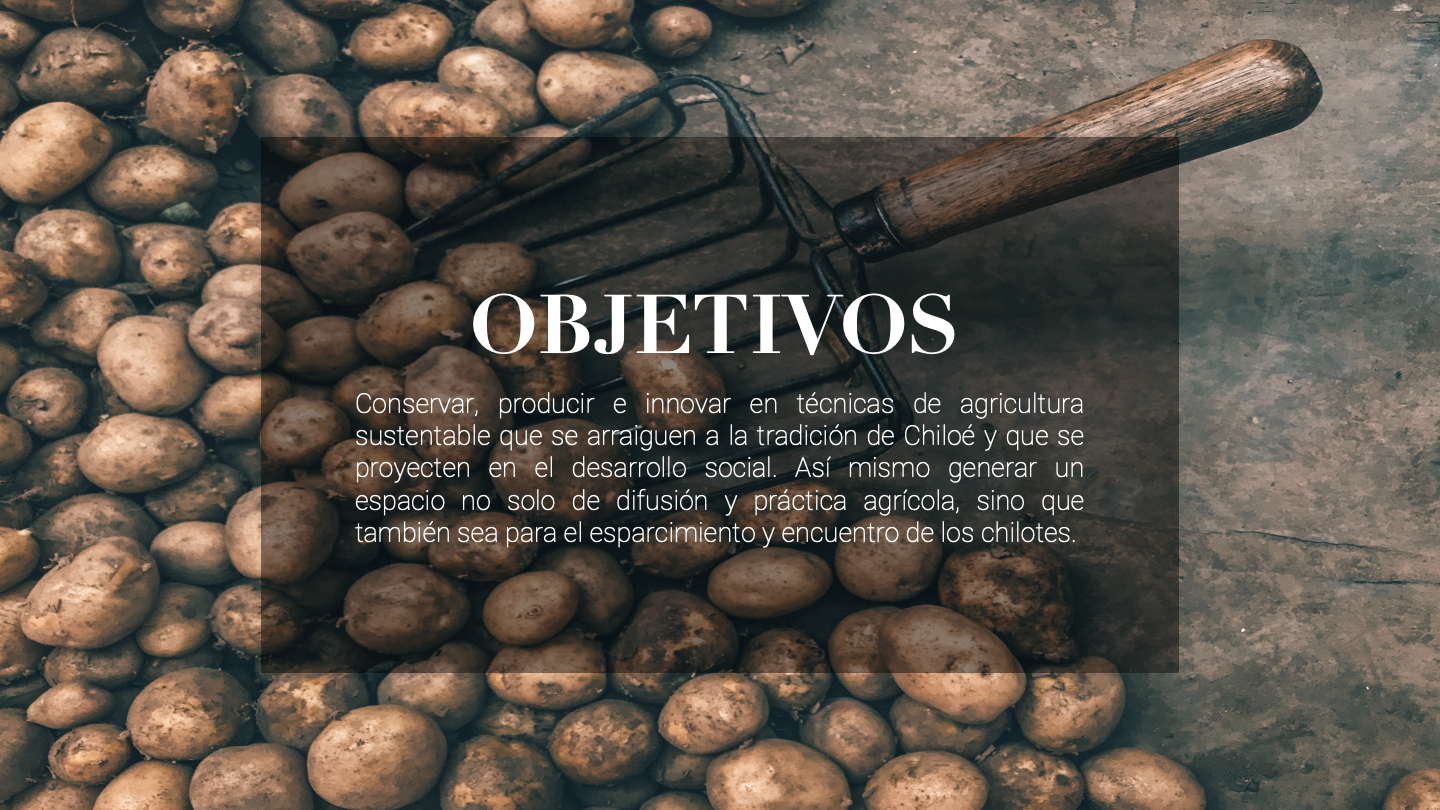 OBJETIVOS
Conservar, producir e innovar en técnicas de agricultura
sustentable que se arraiguen a la tradición de Chiloé y que se
proyecten en el desarrollo social. Así mismo generar un
espacio no solo de difusión y práctica agrícola, sino que
también sea para el esparcimiento y encuentro de los chilotes.